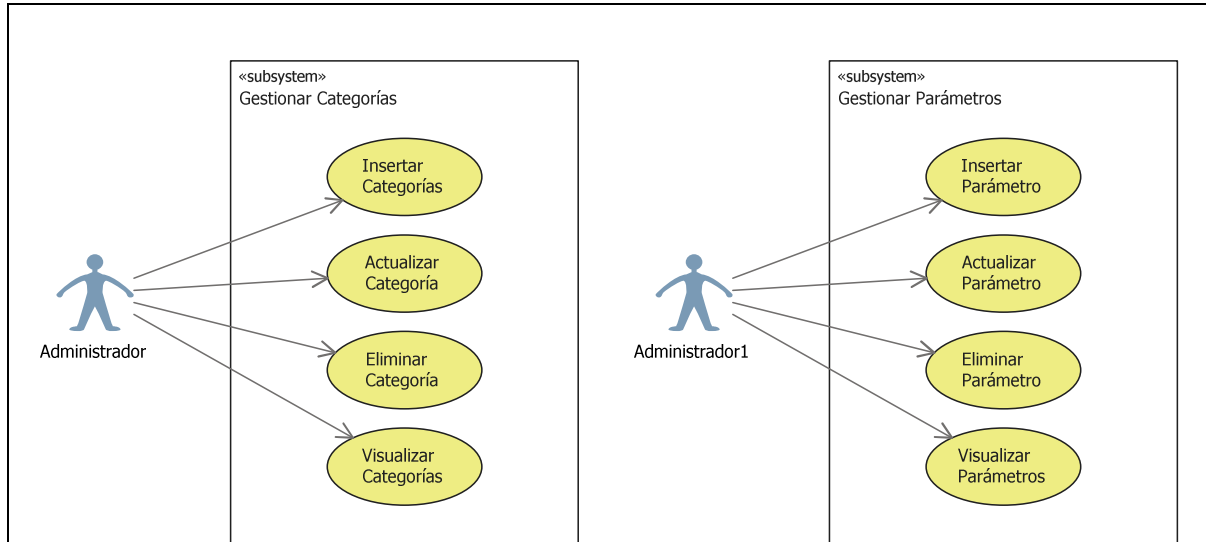 «subsystem»
Gestionar Categorías
Insertar
Categorías
Actualizar
Categoría
Eliminar
Categoría
Visualizar
Categorías
Administrador
«subsystem»
Gestionar Parámetros
Insertar
Parámetro
Actualizar
Parámetro
Eliminar
Parámetro
Visualizar
Parámetros
Administrador1